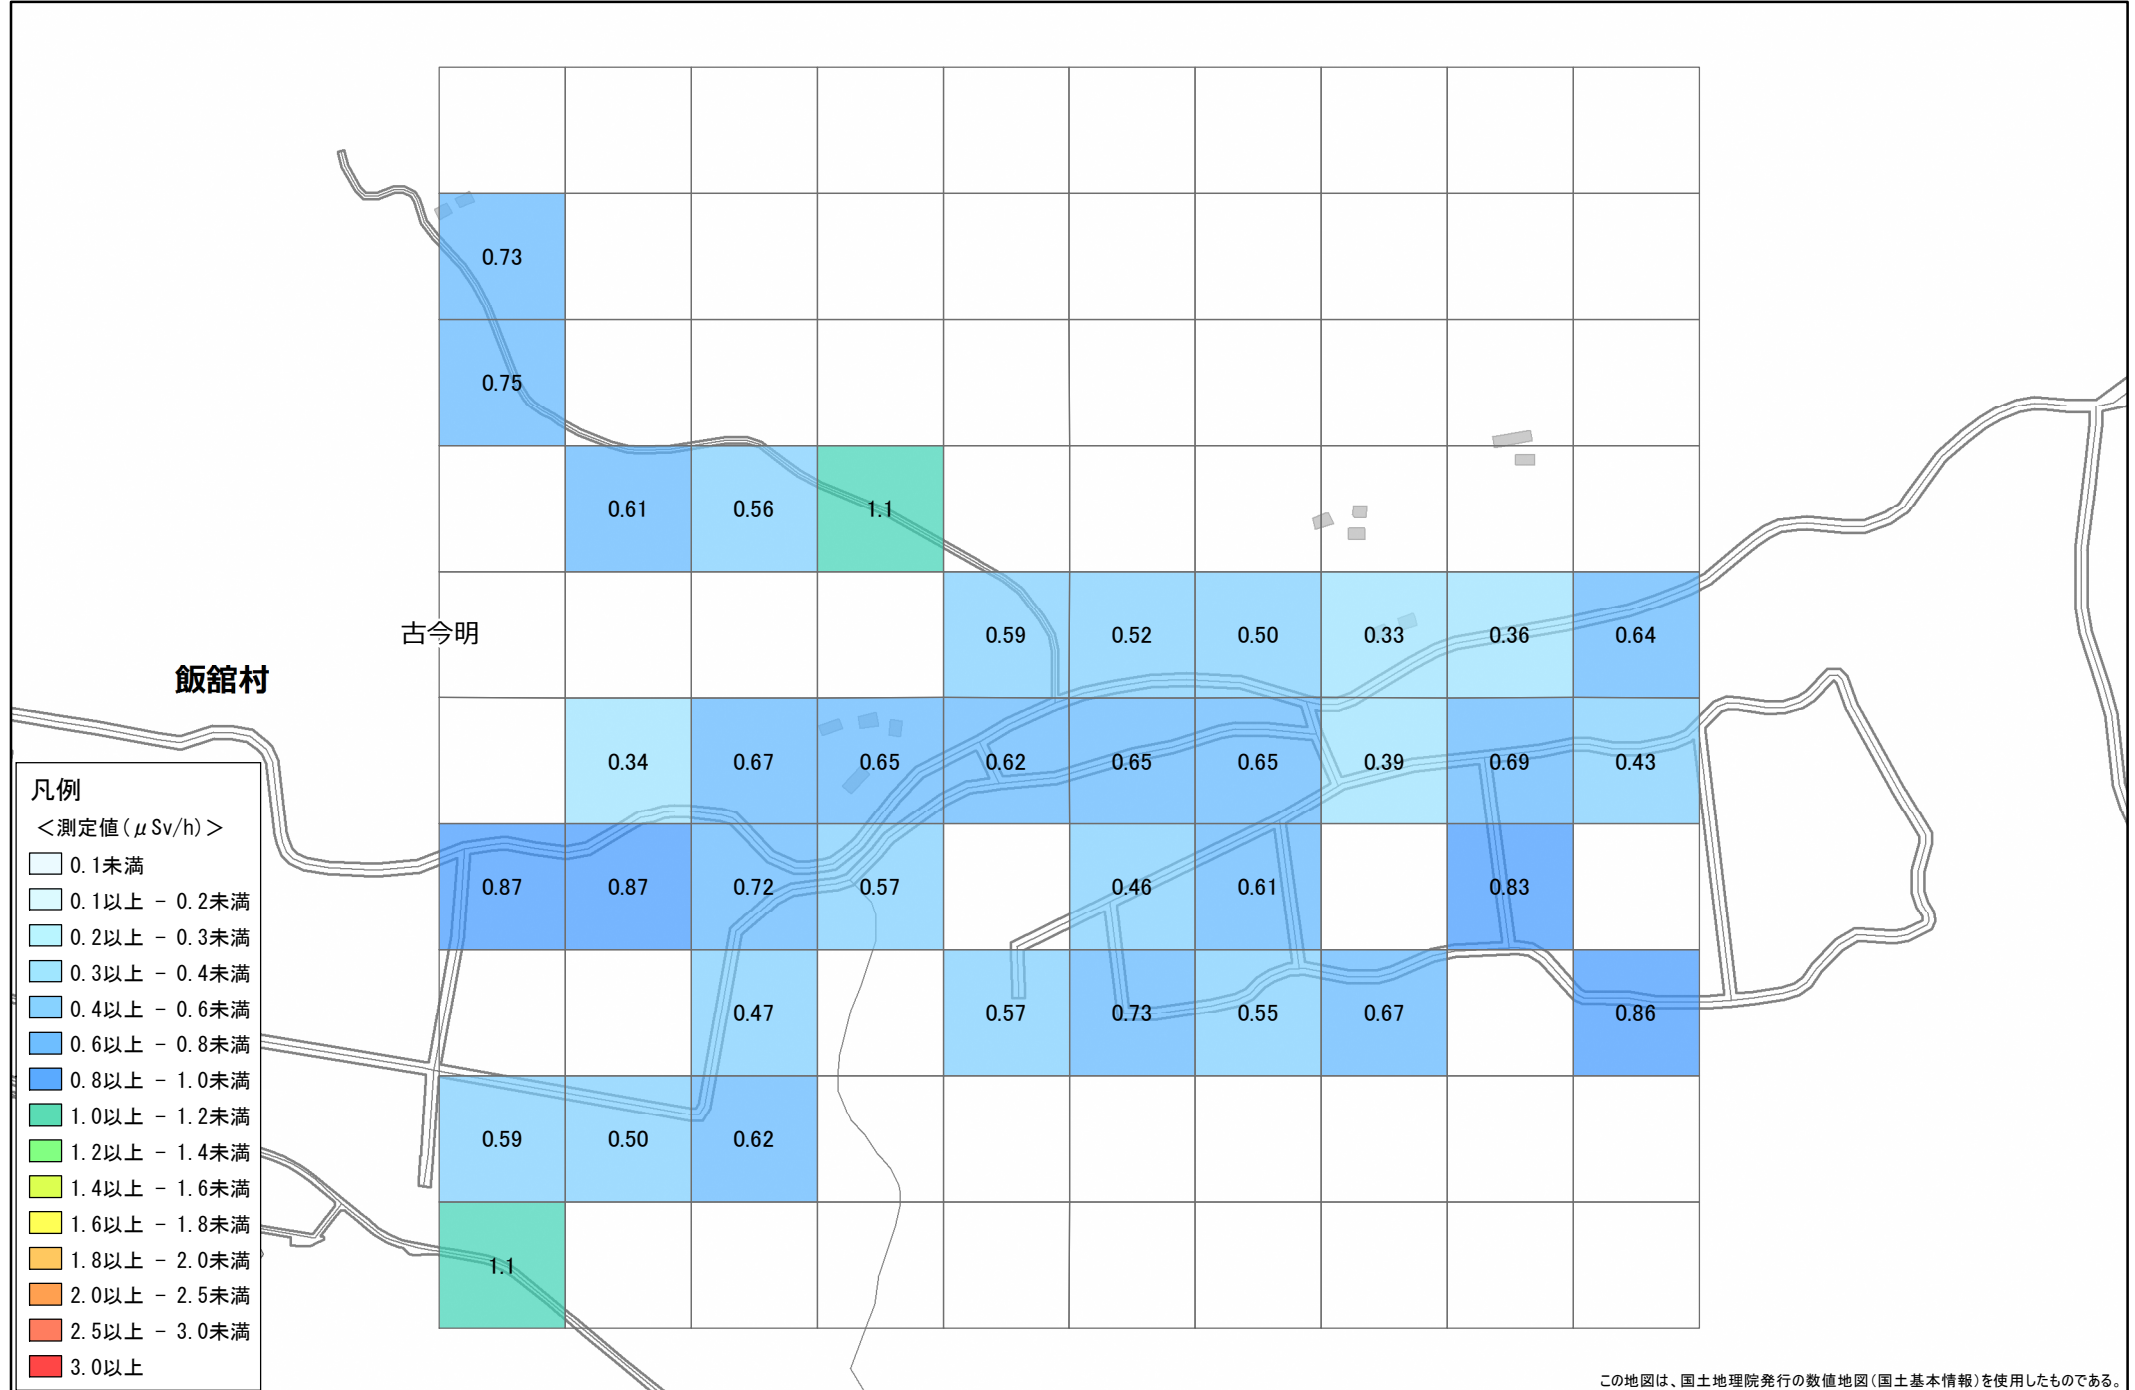 0.73
0.75
0.61 0.56 1.1
古今明 0.59 0.52 0.50 0.33 0.36 0.64
飯舘村
0.34 0.67 0.65 0.62 0.65 0.65 0.39 0.69 0.43
0.87 0.87 0.72 0.57 0.46 0.61 0.83
0.47 0.57 0.73 0.55 0.67 0.86
0.59 0.50 0.62
1.1
凡例
＜測定値(μSv/h)＞
0.1未満
0.1以上 - 0.2未満
0.2以上 - 0.3未満
0.3以上 - 0.4未満
0.4以上 - 0.6未満
0.6以上 - 0.8未満
0.8以上 - 1.0未満
1.0以上 - 1.2未満
1.2以上 - 1.4未満
1.4以上 - 1.6未満
1.6以上 - 1.8未満
1.8以上 - 2.0未満
2.0以上 - 2.5未満
2.5以上 - 3.0未満
3.0以上
この地図は、国土地理院発行の数値地図(国土基本情報)を使用したものである。